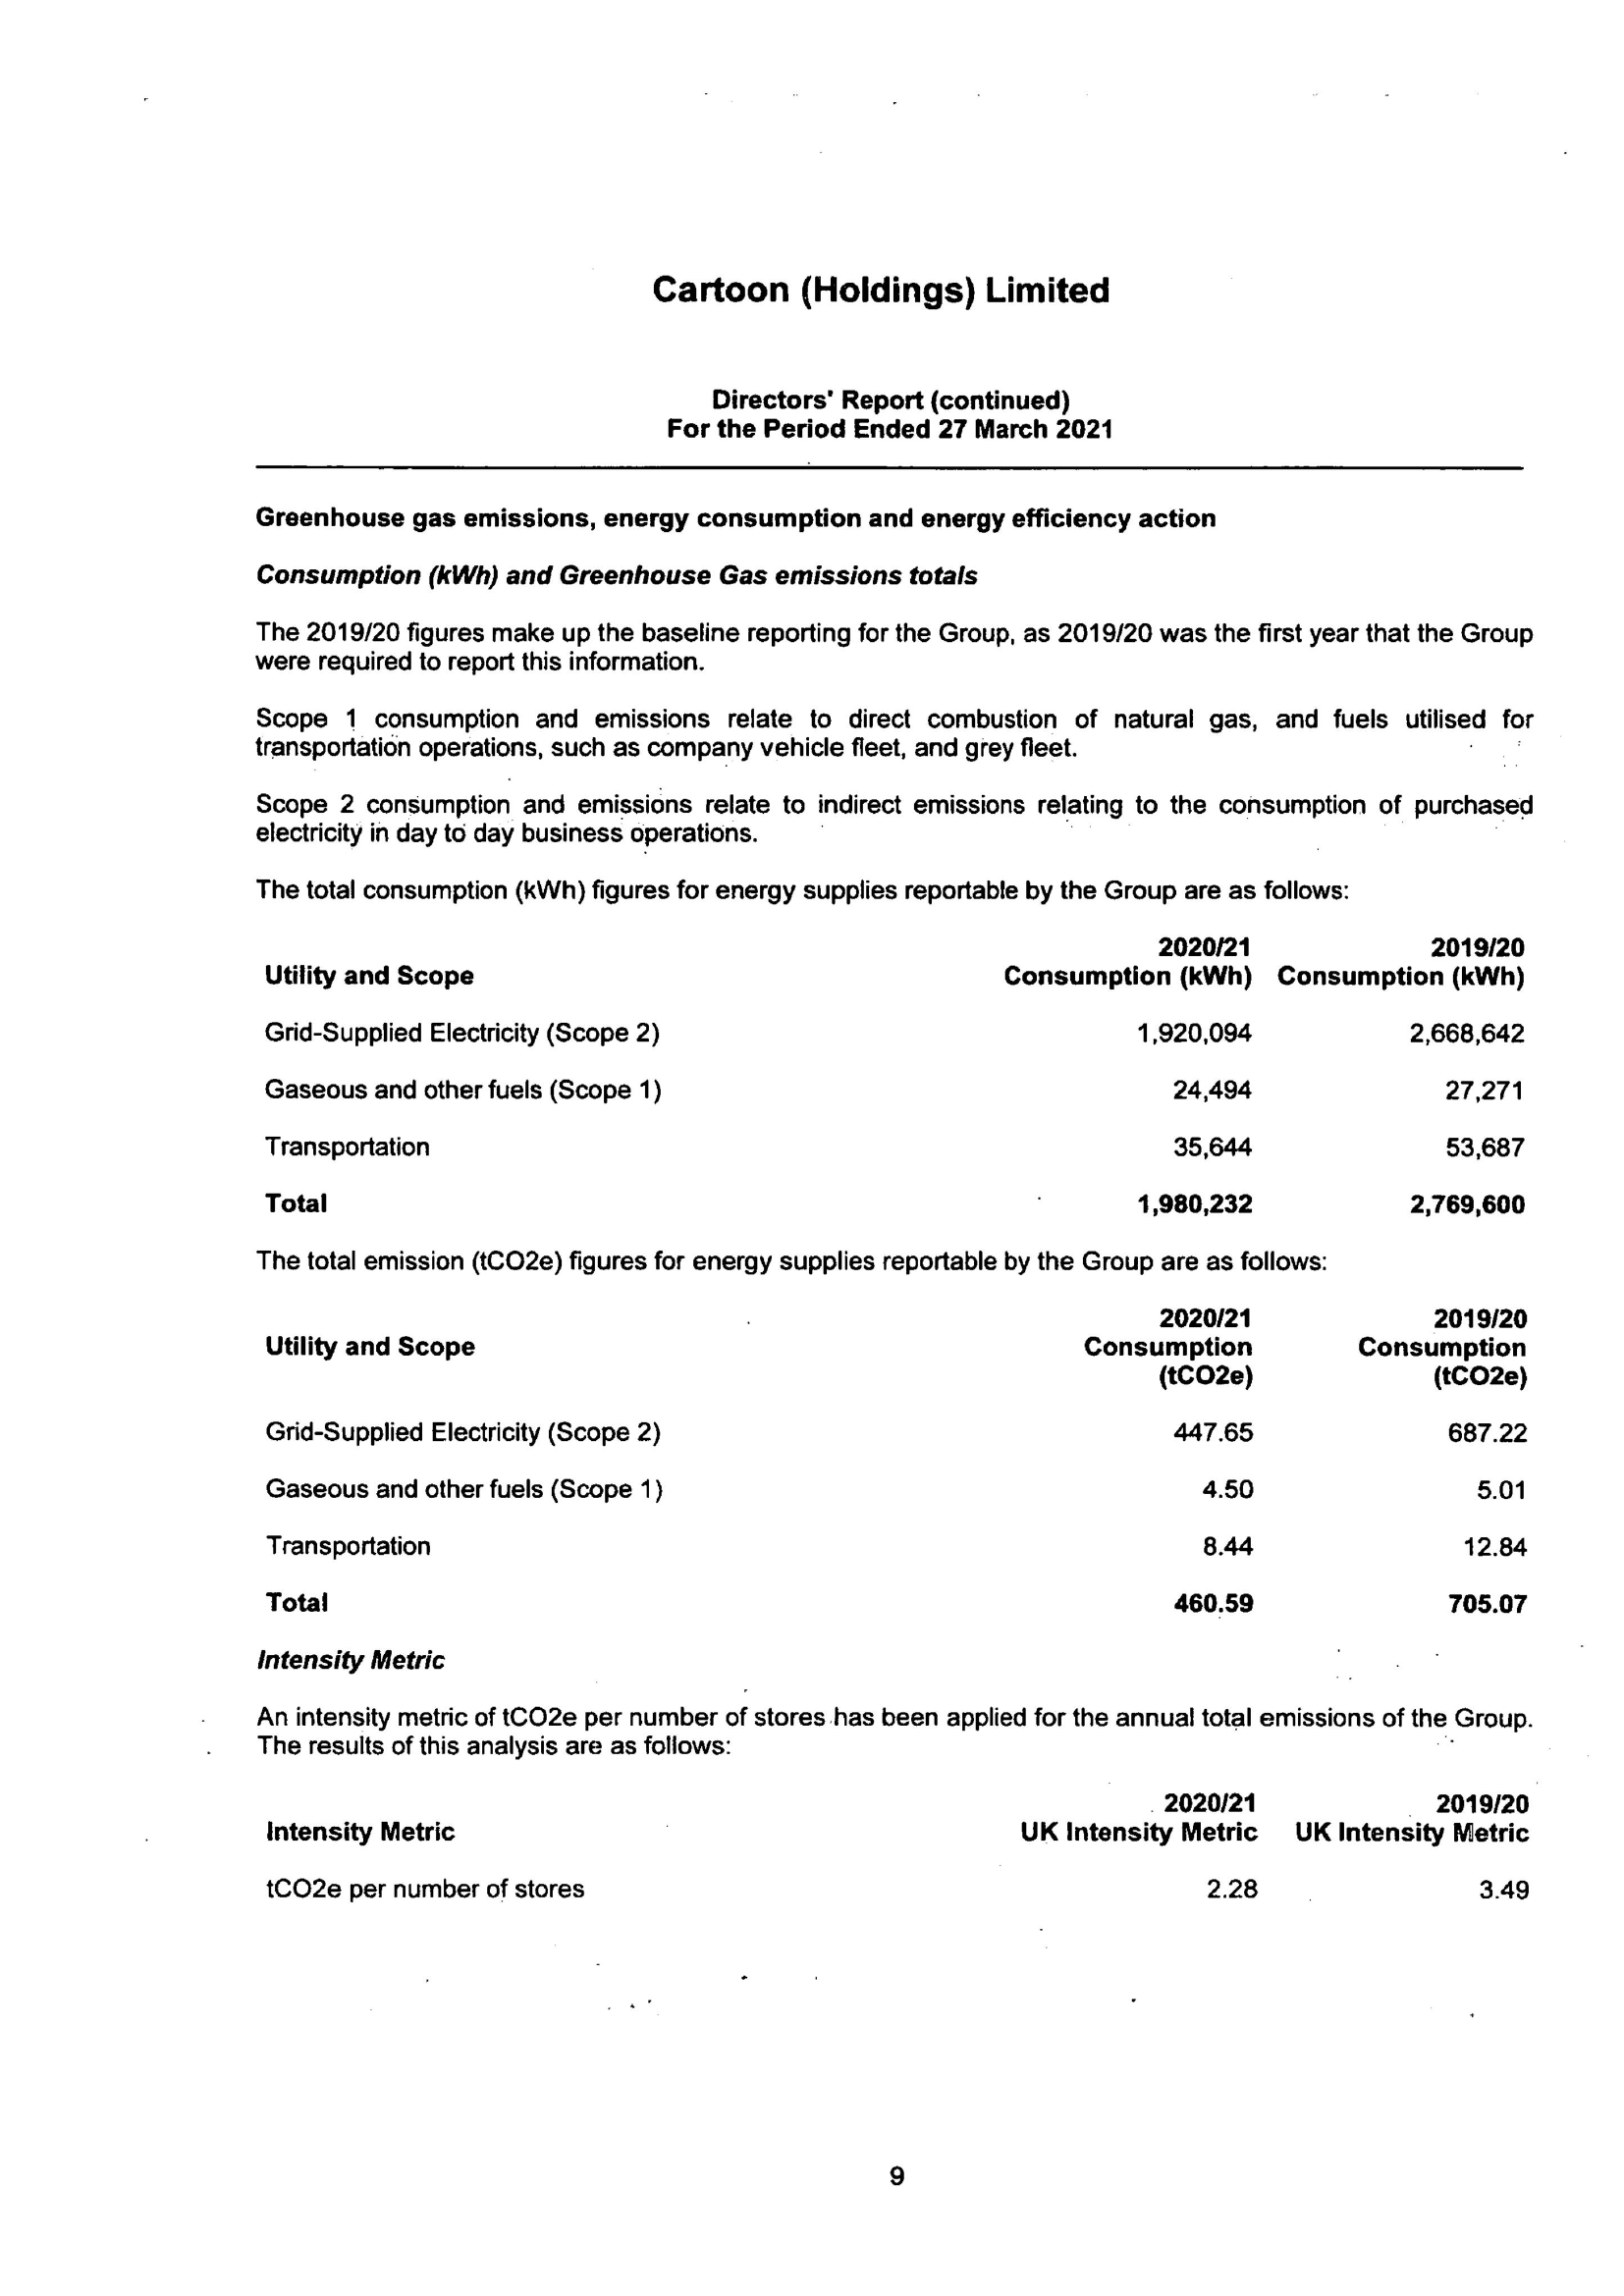 Cartoon (Holdings) Limited
Directors' Report (continued)
For the Period Ended 27 March 2021
Greenhouse gas emissions, energy consumption and energy efficiency action
Consumption (kWh) and Greenhouse Gas emissions totals
The 2019/20 figures make up the baseline reporting for the Group, as 2019/20 was the first year that the Group
were required to report this information.
Scope 1 consumption and emissions relate to direct combustion of natural gas, and fuels utilised for
transportation operations, such as company vehicle fleet, and grey fleet.
Scope 2 consumption and emissions relate to indirect emissions relating to the consumption of purchased
electricity in day to day business operations.
The total consumption (kWh) figures for energy supplies reportable by the Group are as follows:
2020/21 2019/20
Utility and Scope Consumption (kWh) Consumption (kWh)
Grid-Supplied Electricity (Scope 2) 1,920,094 2,668,642
Gaseous and other fuels (Scope 1) 24,494 27,271
Transportation 35,644 53,687
Total 1,980,232 2,769,600
The total emission (tCO2e) figures for energy supplies reportable by the Group are as follows:
2020/21 2019/20
Utility and Scope Consumption Consumption
(tCO2e) (tCO2e)
Grid-Supplied Electricity (Scope 2) 447.65 687.22
Gaseous and other fuels (Scope 1) 4.50 5.01
Transportation 8.44 12.84
Total 460.59 705.07
Intensity Metric
An intensity metric of tCO2e per number of stores has been applied for the annual total emissions of the Group.
The results of this analysis are as follows:
2020/21 2019/20
Intensity Metric UK Intensity Metric UK Intensity Metric
tCO2e per number of stores 2.28 3.49
9